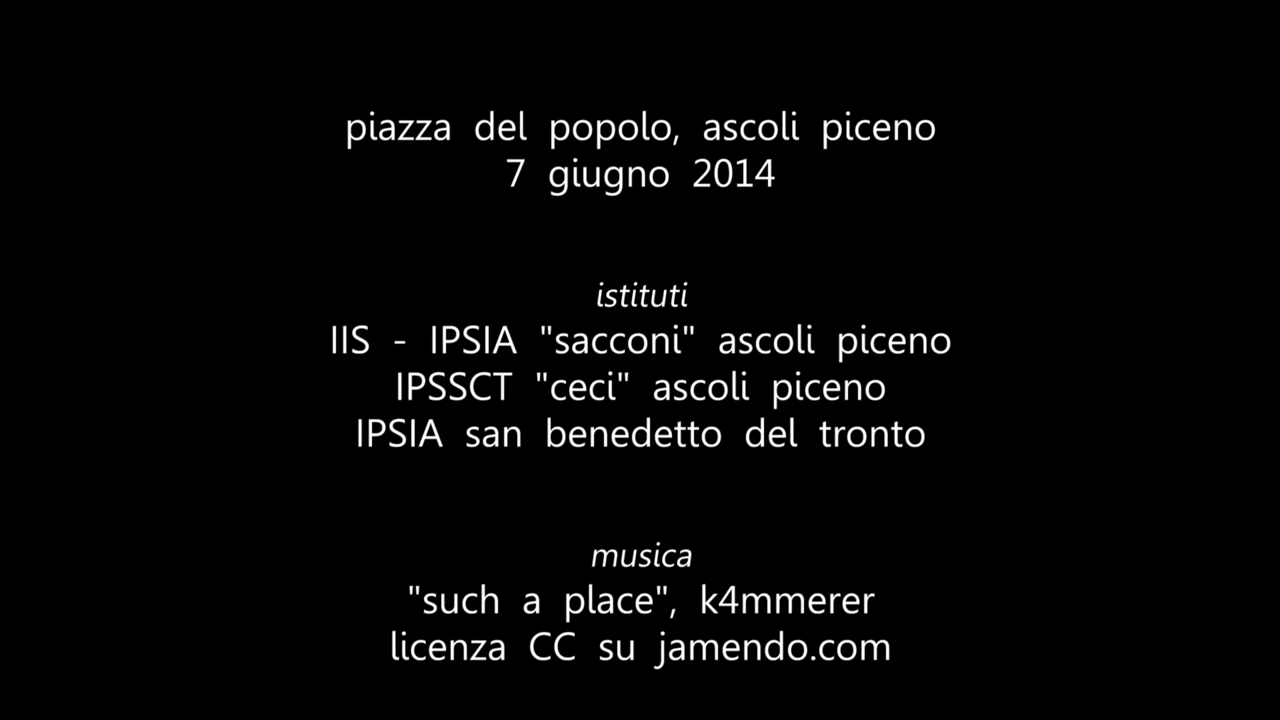 piazza del popolo, ascoli piceno
7 giugno 2014
istituti
IIS - IPSIA "sacconi" ascoli piceno
IPSSCT "ceci" ascoli piceno
IPSIA san benedetto del tronto
musica
"such a place", k4mmerer
licenza CC su jamendo.com